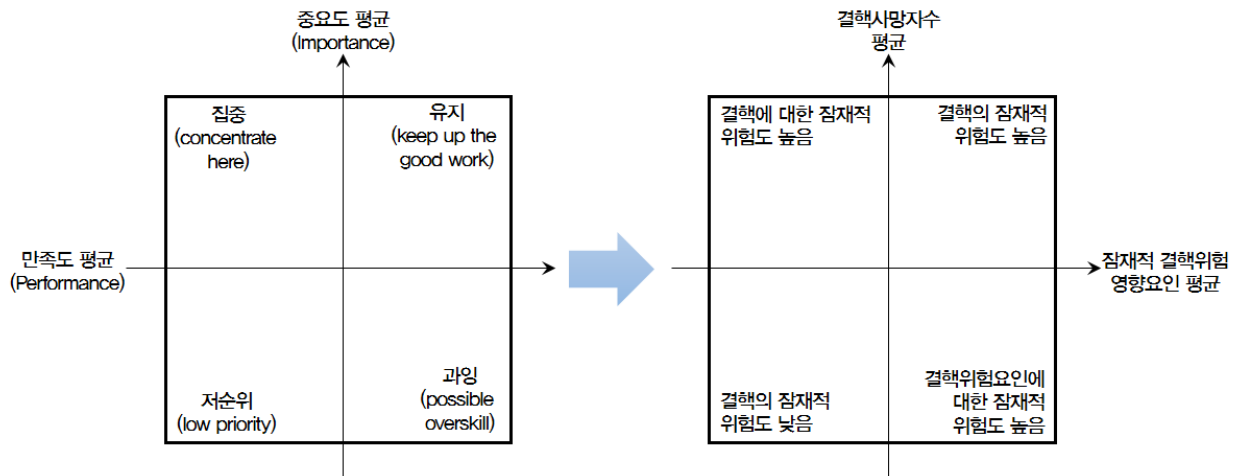 중요도 평균
(Importance)
집중
(concentrate
here)
유지
(keep up the
good work)
만족도 평균
(Performance)
저순위
(low priority)
과잉
(possible
overskill)
결핵사망자수
평균
결핵에 대한 잠재적
위험도 높음
결핵의 잠재적
위험도 높음
잠재적 결핵위험
영향요인 평균
결핵의 잠재적
위험도 낮음
결핵위험요인에
대한 잠재적
위험도 높음